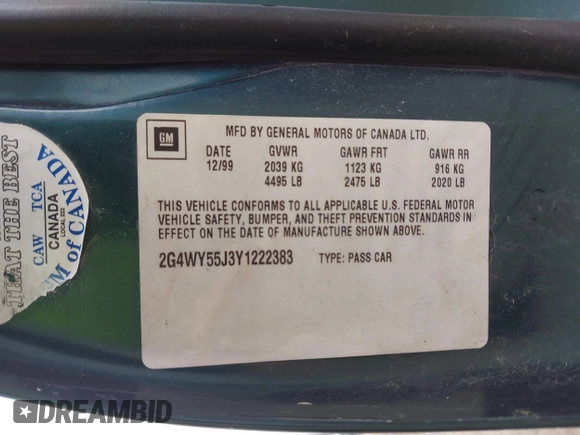 GM
MFD BY GENERAL MOTORS OF CANADA LTD.
DATE GVWR GAWR FRT GAWR RR
12/99 2039 KG 1123 KG 916 KG
4495 LB 2475 LB 2020 LB
THIS VEHICLE CONFORMS TO ALL APPLICABLE U.S. FEDERAL MOTOR
VEHICLE SAFETY, BUMPER, AND THEFT PREVENTION STANDARDS IN
EFFECT ON THE DATE OF MANUFACTURE SHOWN ABOVE.
2G4WY55J3Y1222383 TYPE: PASS CAR
THAT THE BEST
CAW TCA
CANADA
LOCAL 222
M of CANADA
DREAMBID